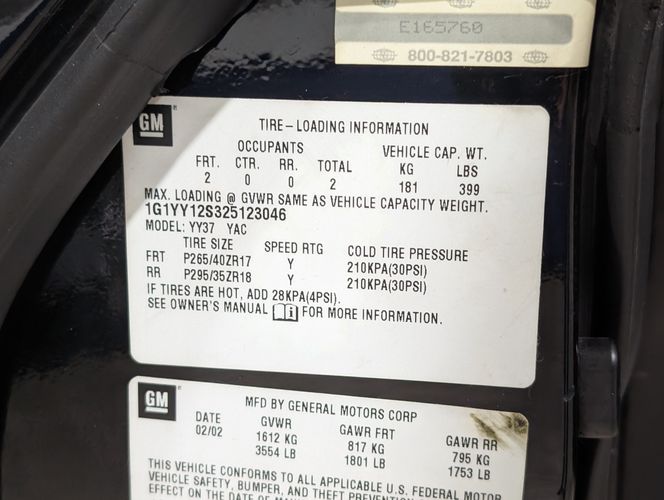 E165760
800-821-7803
GM
TIRE-LOADING INFORMATION
OCCUPANTS VEHICLE CAP. WT.
FRT. CTR. RR. TOTAL KG LBS
2 0 0 2 181 399
MAX. LOADING @ GVWR SAME AS VEHICLE CAPACITY WEIGHT.
1G1YY12S325123046
MODEL: YY37 YAC
TIRE SIZE SPEED RTG COLD TIRE PRESSURE
FRT P265/40ZR17 Y 210KPA(30PSI)
RR P295/35ZR18 Y 210KPA(30PSI)
IF TIRES ARE HOT, ADD 28KPA(4PSI).
SEE OWNER'S MANUAL FOR MORE INFORMATION.
GM
MFD BY GENERAL MOTORS CORP
DATE GVWR GAWR FRT GAWR RR
02/02 1612 KG 817 KG 795 KG
3554 LB 1801 LB 1753 LB
THIS VEHICLE CONFORMS TO ALL APPLICABLE U.S. FEDERAL MOTOR
VEHICLE SAFETY, BUMPER, AND THEFT PREVENTION
EFFECT ON THE DATE OF